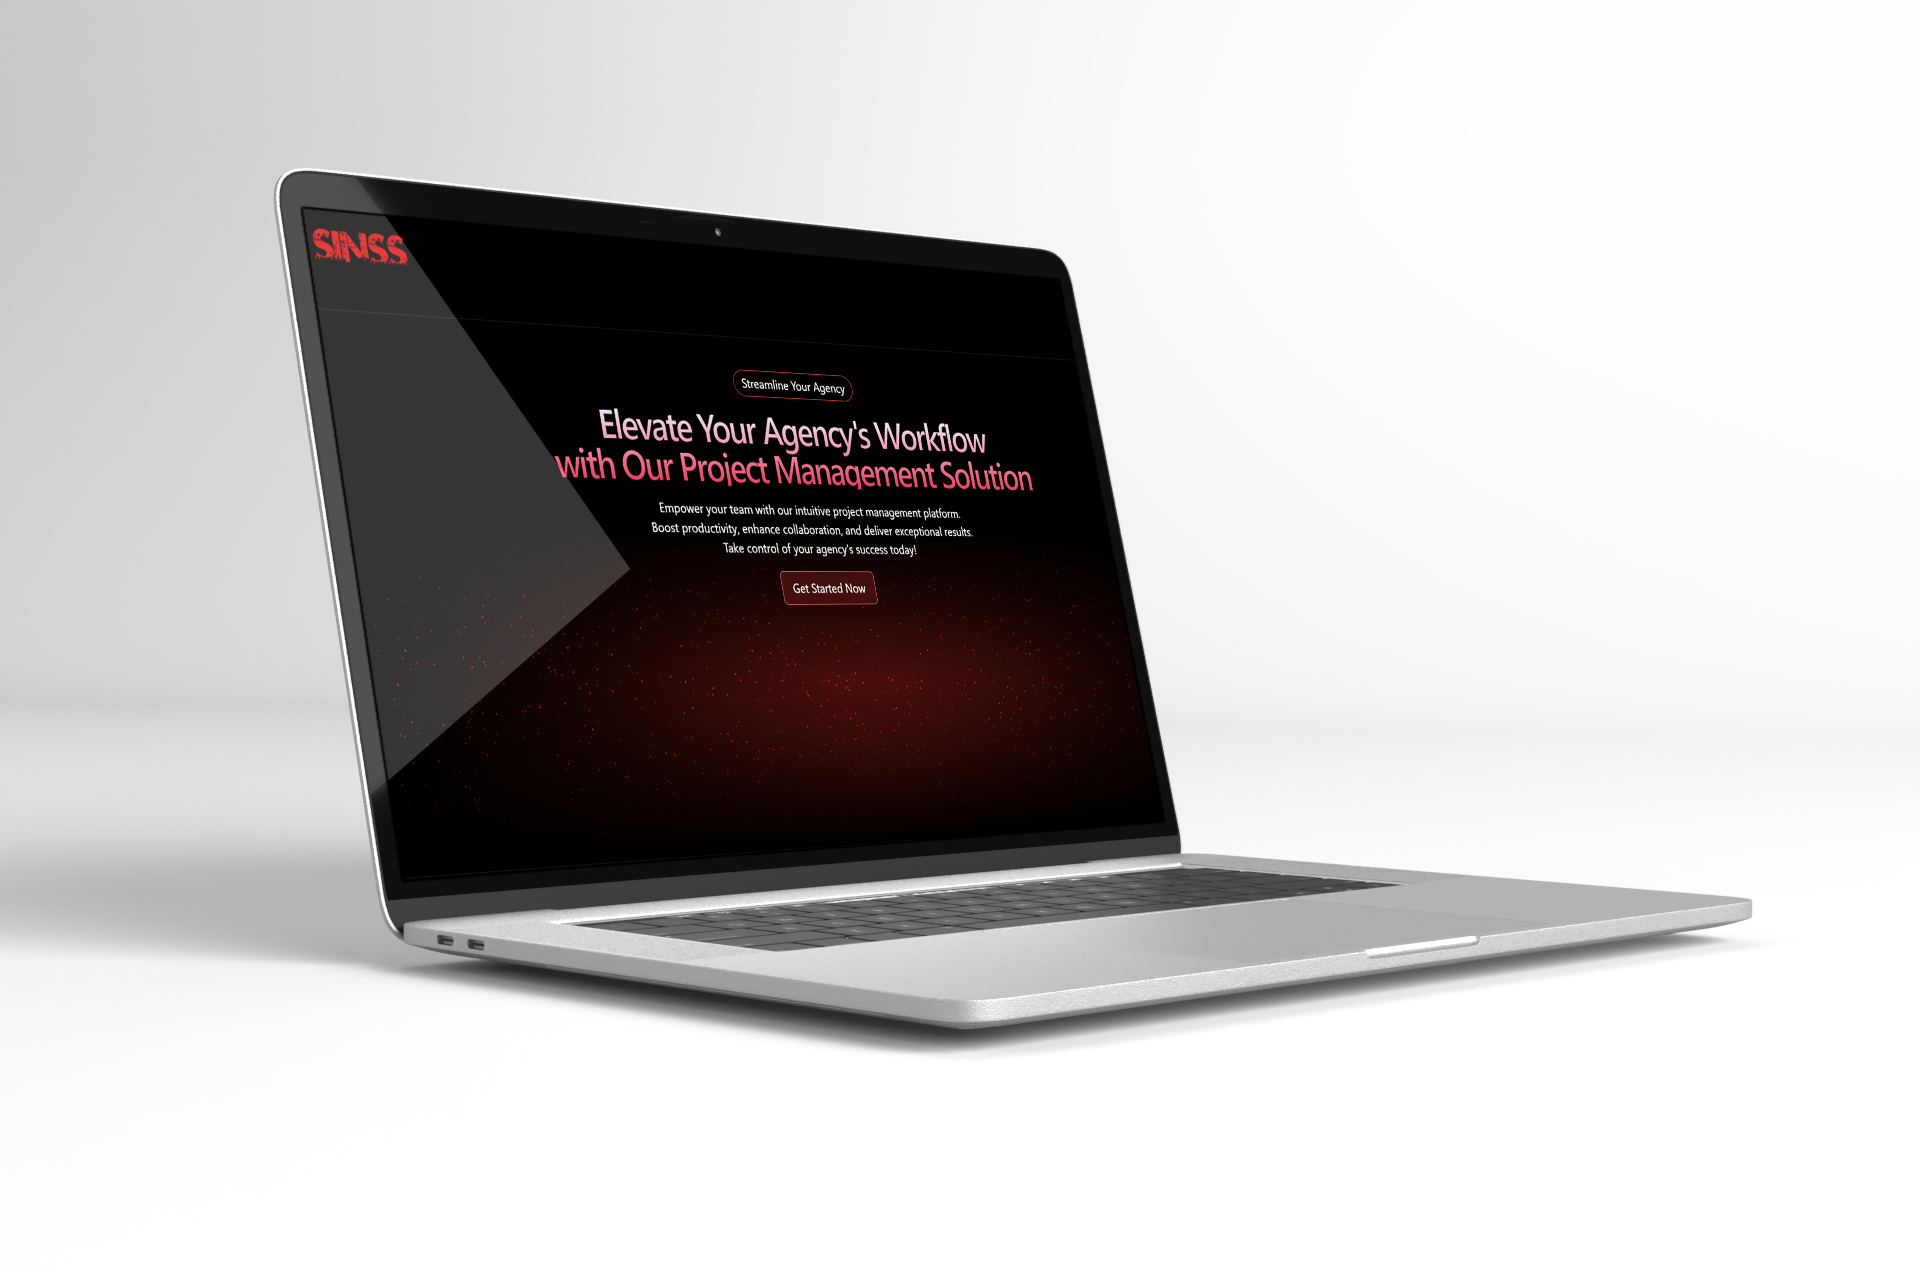 SINSS
Streamline Your Agency
Elevate Your Agency's Workflow
with Our Project Management Solution
Empower your team with our intuitive project management platform.
Boost productivity, enhance collaboration, and deliver exceptional results.
Take control of your agency's success today!
Get Started Now